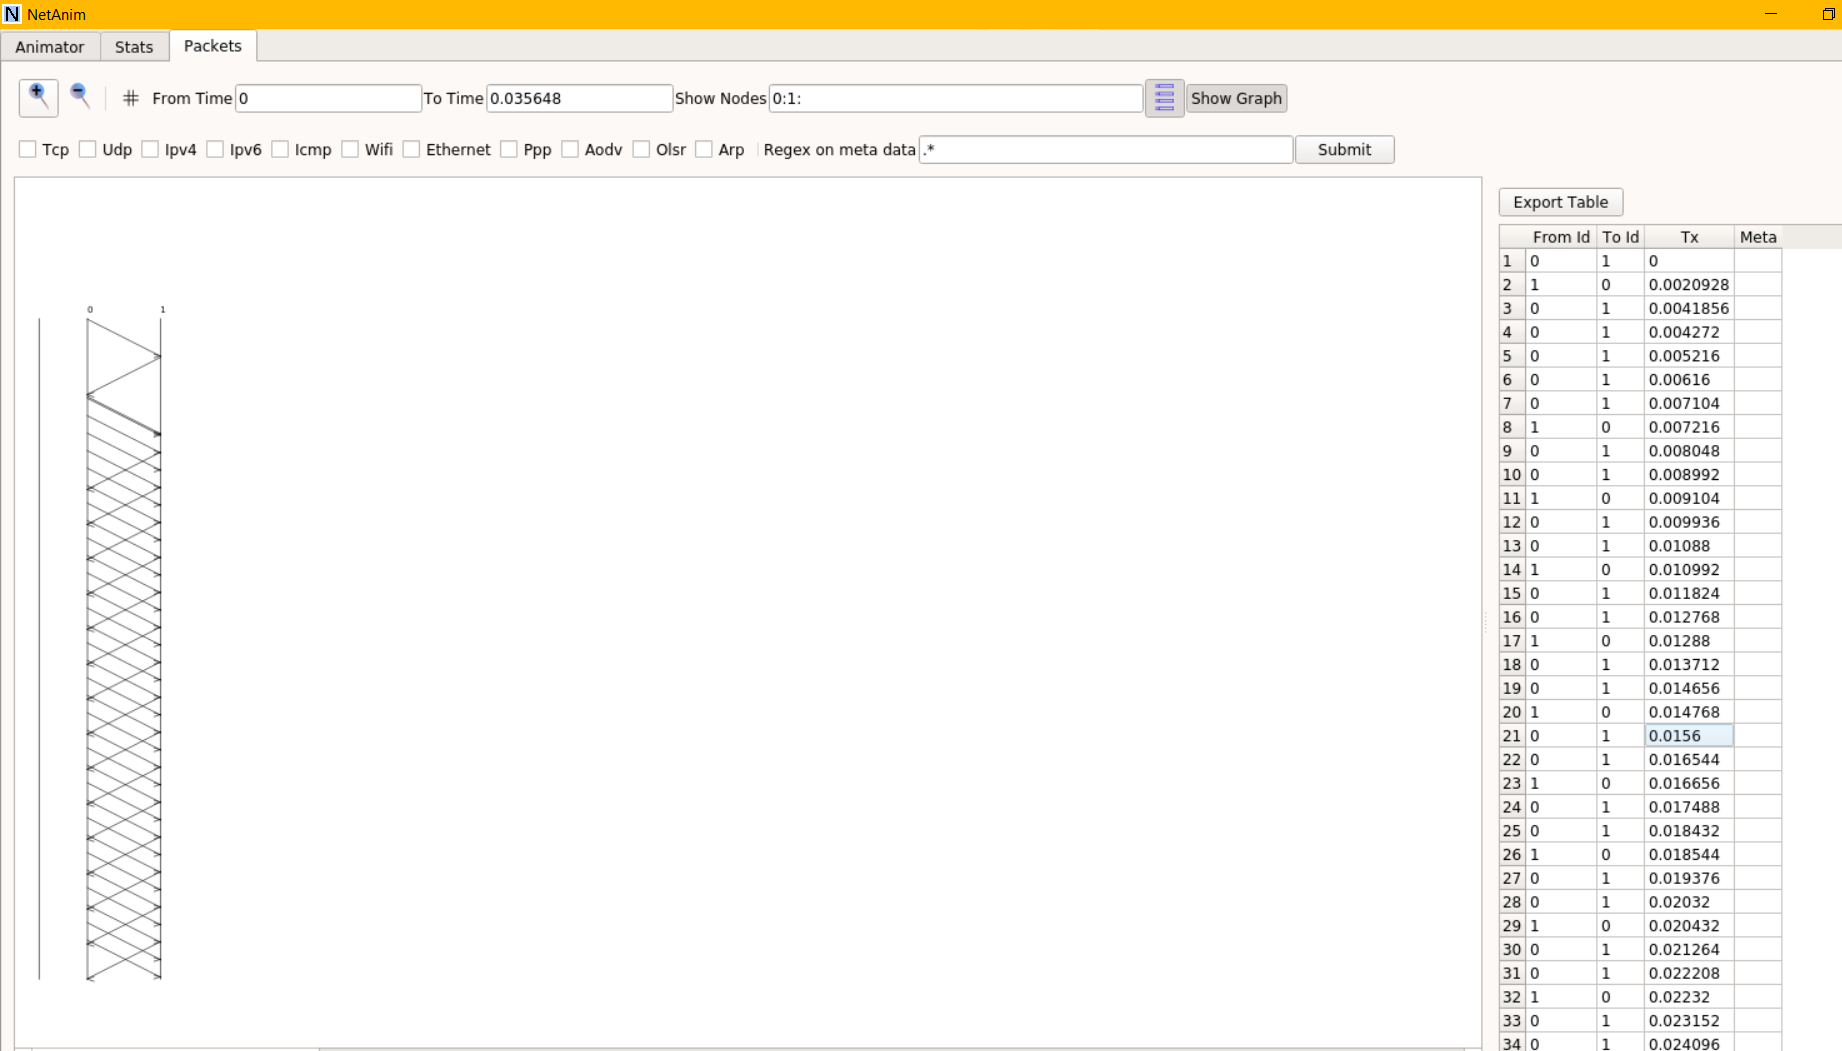 NetAnim
Animator Stats Packets
# From Time 0 To Time 0.035648 Show Nodes 0:1: Show Graph
Tcp Udp Ipv4 Ipv6 Icmp Wifi Ethernet Ppp Aodv Olsr Arp Regex on meta data .* Submit
Export Table
From Id To Id Tx Meta
1 0 1 0
2 1 0 0.0020928
3 0 1 0.0041856
4 0 1 0.004272
5 0 1 0.005216
6 0 1 0.00616
7 0 1 0.007104
8 1 0 0.007216
9 0 1 0.008048
10 0 1 0.008992
11 1 0 0.009104
12 0 1 0.009936
13 0 1 0.01088
14 1 0 0.010992
15 0 1 0.011824
16 0 1 0.012768
17 1 0 0.01288
18 0 1 0.013712
19 0 1 0.014656
20 1 0 0.014768
21 0 1 0.0156
22 0 1 0.016544
23 1 0 0.016656
24 0 1 0.017488
25 0 1 0.018432
26 1 0 0.018544
27 0 1 0.019376
28 0 1 0.02032
29 1 0 0.020432
30 0 1 0.021264
31 0 1 0.022208
32 1 0 0.02232
33 0 1 0.023152
34 0 1 0.024096
0 1